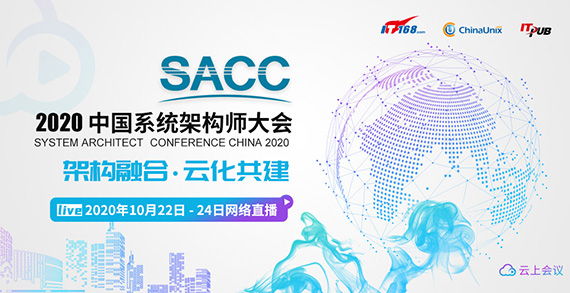 IT168.com ChinaUnix ITPUB
SACC
2020 中国系统架构师大会
SYSTEM ARCHITECT CONFERENCE CHINA 2020
架构融合·云化共建
live 2020年10月22日 - 24日网络直播
云上会议